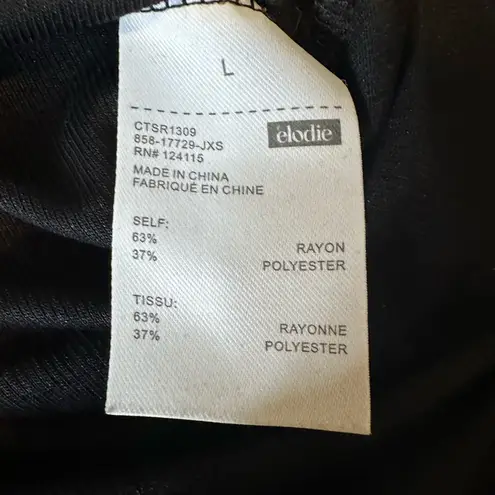 L
CTSR1309
elodie
858-17729-JXS
RN# 124115
MADE IN CHINA
FABRIQUÉ EN CHINE
SELF:
63% RAYON
37% POLYESTER
TISSU:
63% RAYONNE
37% POLYESTER